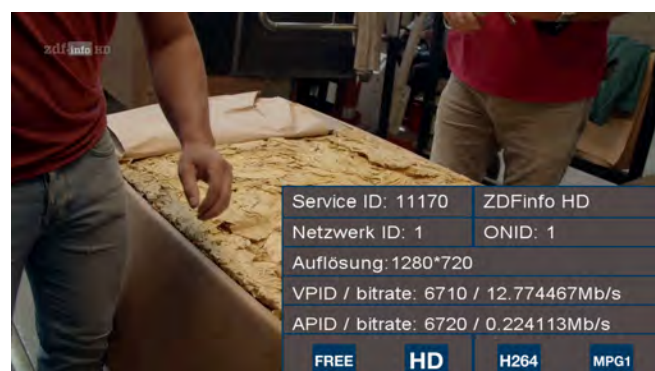 zdf info HD
Service ID: 11170 ZDFinfo HD
Netzwerk ID: 1 ONID: 1
Auflösung:1280*720
VPID / bitrate: 6710 / 12.774467Mb/s
APID / bitrate: 6720 / 0.224113Mb/s
FREE HD H264 MPG1